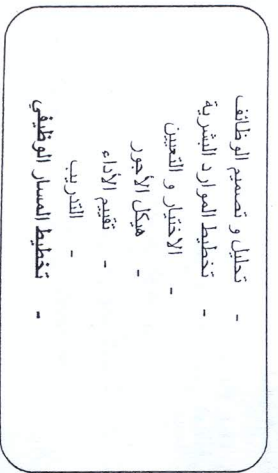 - تحليل و تصميم الوظائف
- تخطيط الموارد البشرية
- الاختيار و التعيين
- هيكل الأجور
- تقييم الأداء
- التدريب
- تخطيط المسار الوظيفي